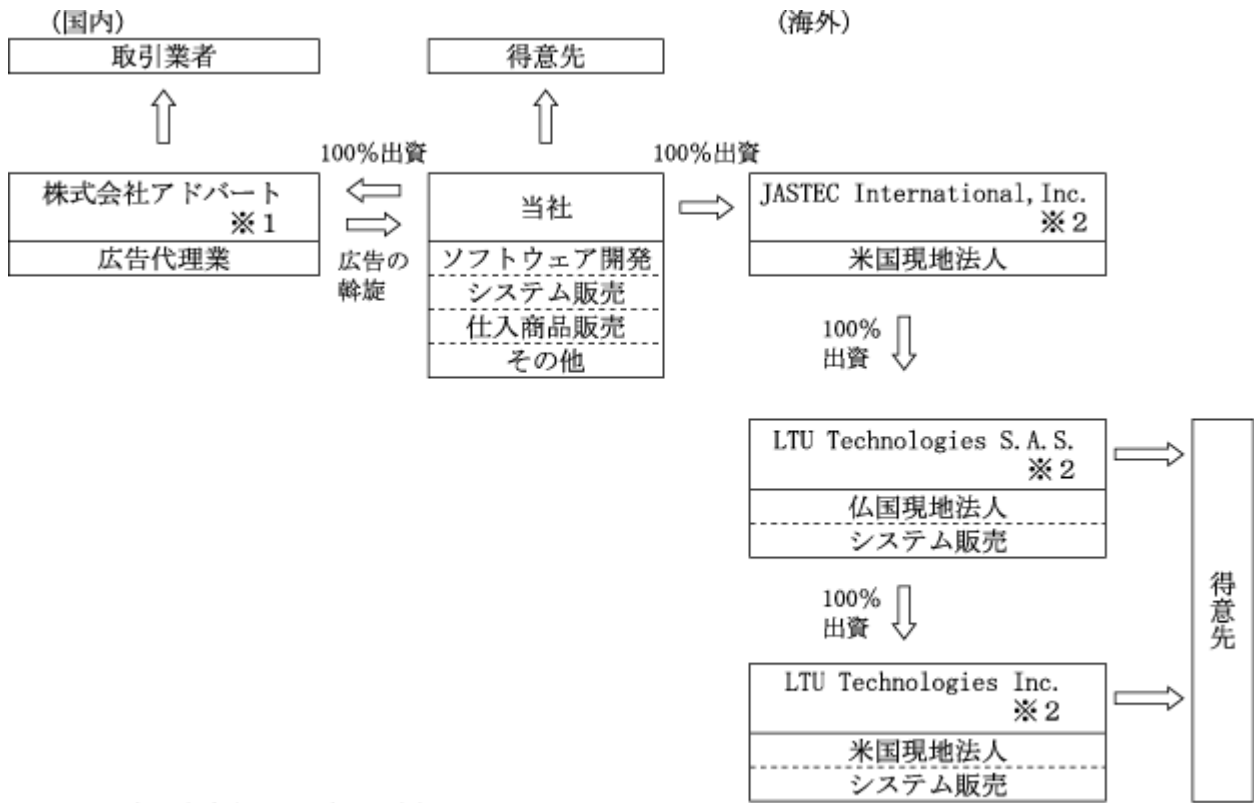 (国内)
(海外)
取引業者
得意先
100%出資
100%出資
株式会社アドバート
※1
広告代理業
広告の
斡旋
当社
ソフトウェア開発
システム販売
仕入商品販売
その他
JASTEC International,Inc.
※2
米国現地法人
100%
出資
LTU Technologies S.A.S.
※2
仏国現地法人
システム販売
100%
出資
LTU Technologies Inc.
※2
米国現地法人
システム販売
得意先